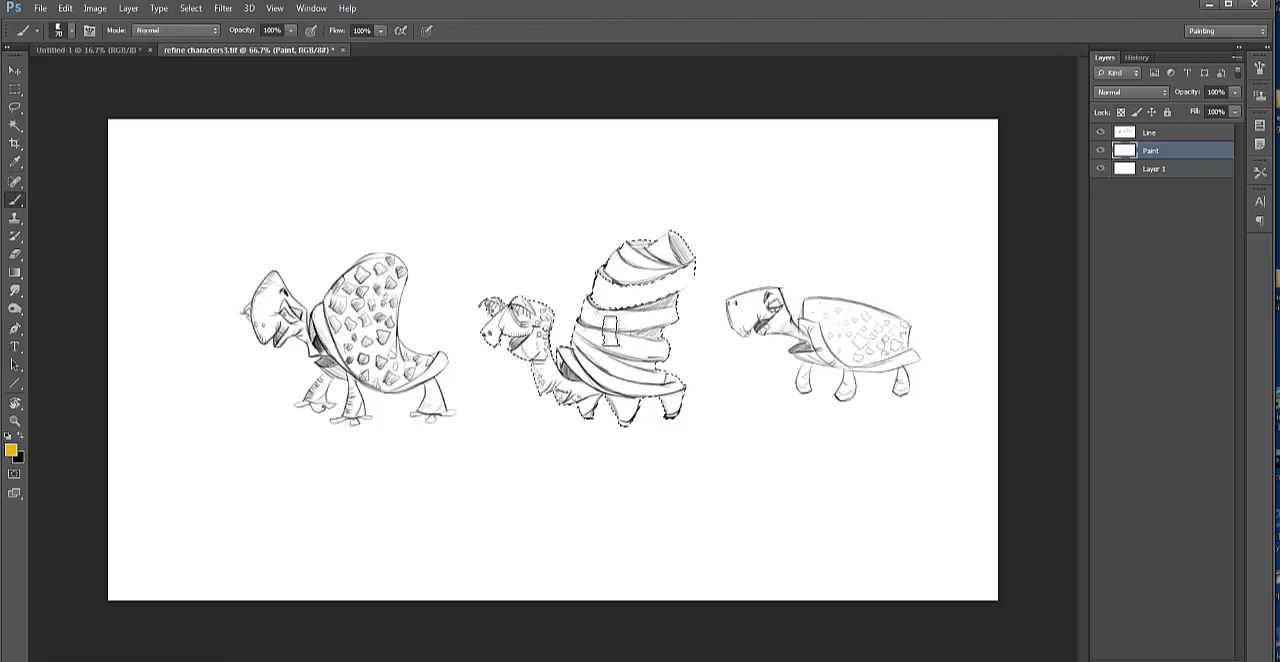 Ps File Edit Image Layer Type Select Filter 3D View Window Help
70 Mode: Normal Opacity: 100% Flow: 100% Painting
Untitled-1 @ 16.7% (RGB/8) * × refine characters3.tif @ 66.7% (Paint, RGB/8#) * ×
Layers History
Kind
Normal Opacity: 100%
Lock: Fill: 100%
Line
Paint
Layer 1